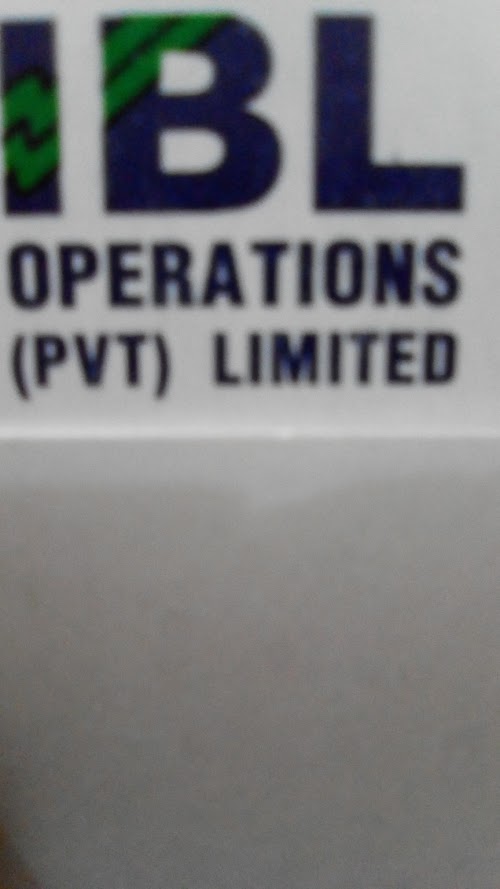 IBL
OPERATIONS
(PVT) LIMITED